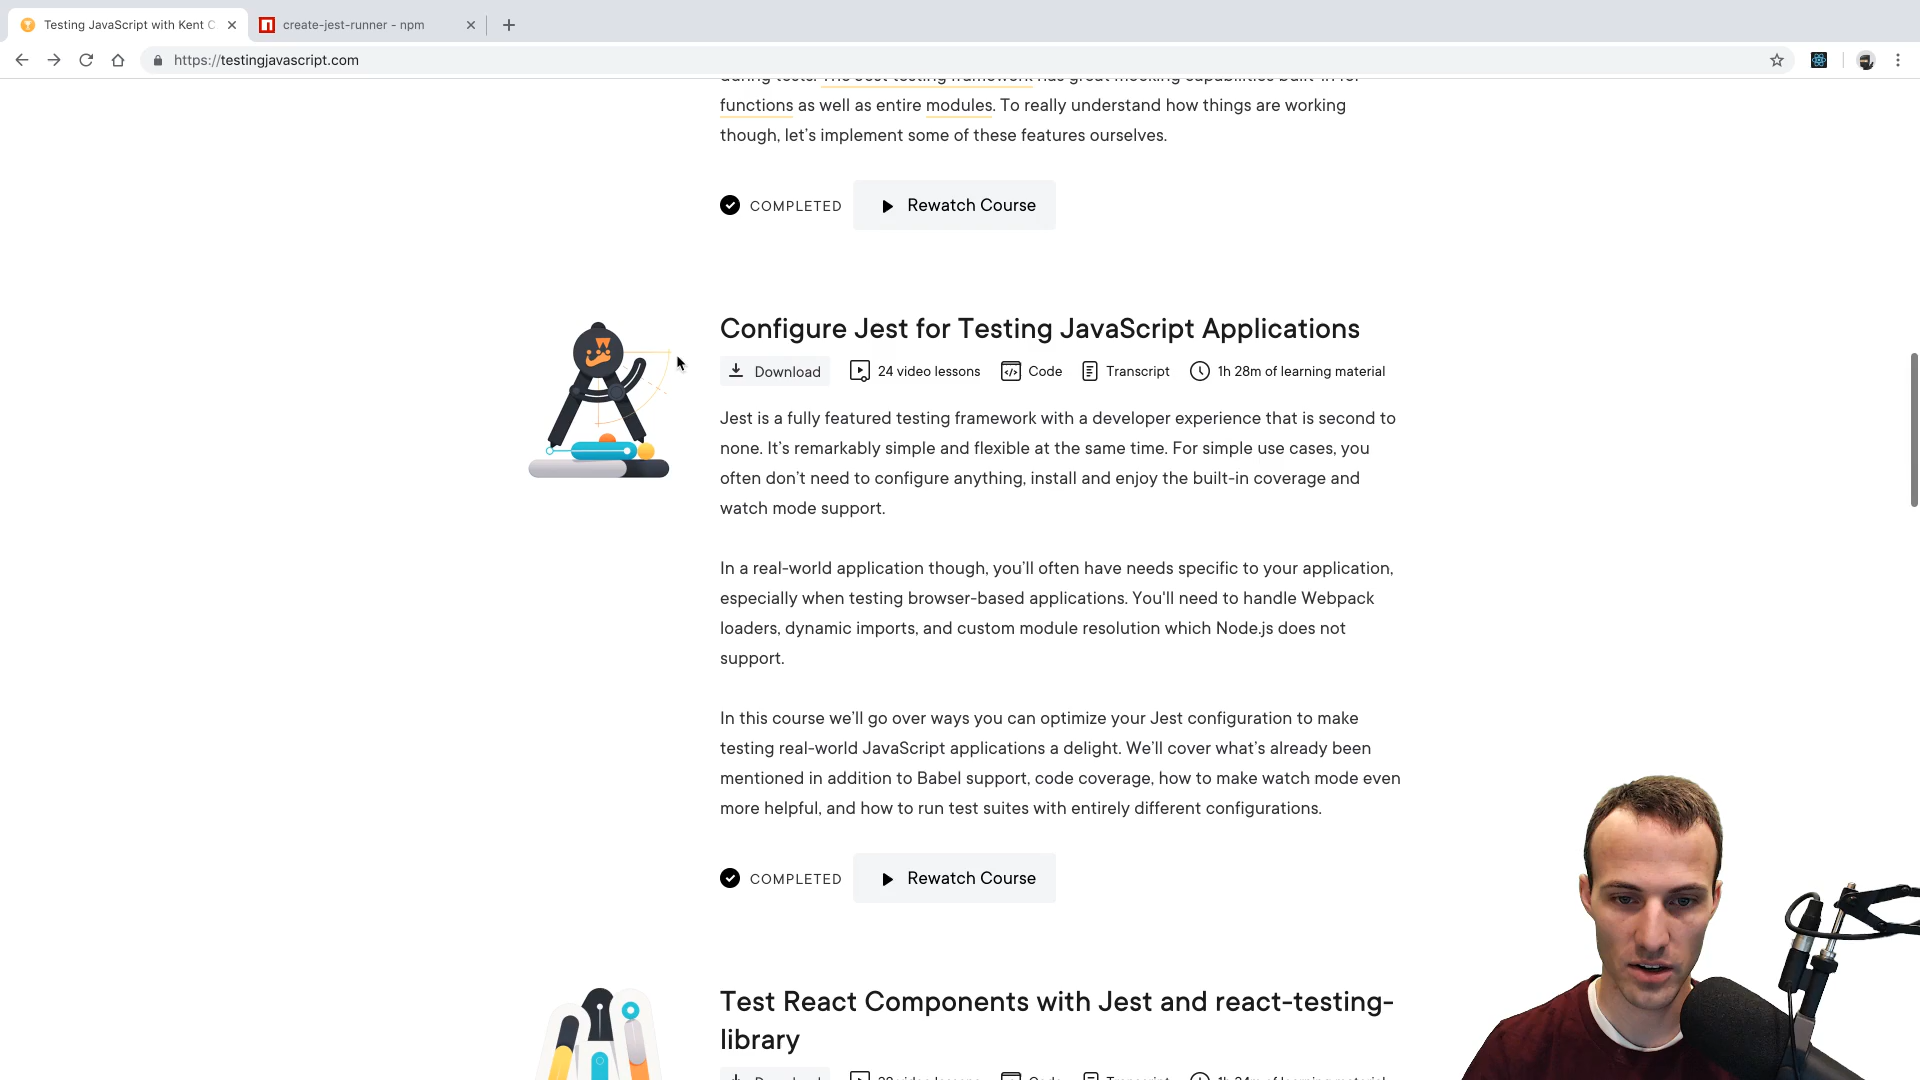 Testing JavaScript with Kent C
create-jest-runner - npm
https://testingjavascript.com
during tests. The Jest testing framework has great mocking capabilities built-in for
functions as well as entire modules. To really understand how things are working
though, let’s implement some of these features ourselves.
COMPLETED
Rewatch Course
Configure Jest for Testing JavaScript Applications
Download
24 video lessons
Code
Transcript
1h 28m of learning material
Jest is a fully featured testing framework with a developer experience that is second to
none. It’s remarkably simple and flexible at the same time. For simple use cases, you
often don’t need to configure anything, install and enjoy the built-in coverage and
watch mode support.
In a real-world application though, you’ll often have needs specific to your application,
especially when testing browser-based applications. You'll need to handle Webpack
loaders, dynamic imports, and custom module resolution which Node.js does not
support.
In this course we’ll go over ways you can optimize your Jest configuration to make
testing real-world JavaScript applications a delight. We’ll cover what’s already been
mentioned in addition to Babel support, code coverage, how to make watch mode even
more helpful, and how to run test suites with entirely different configurations.
COMPLETED
Rewatch Course
Test React Components with Jest and react-testing-
library
Download
video lessons
Code
Transcript
of learning material